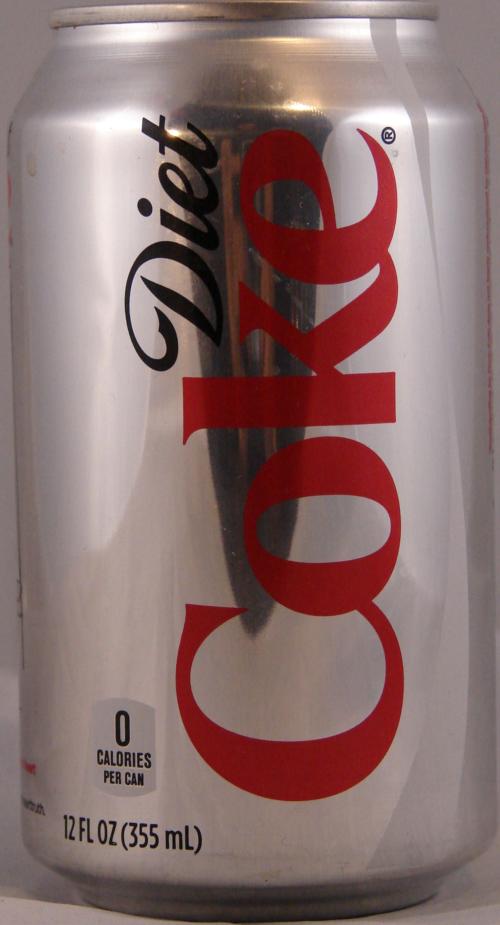 Diet
Coke®
0
CALORIES
PER CAN
12 FL OZ (355 mL)